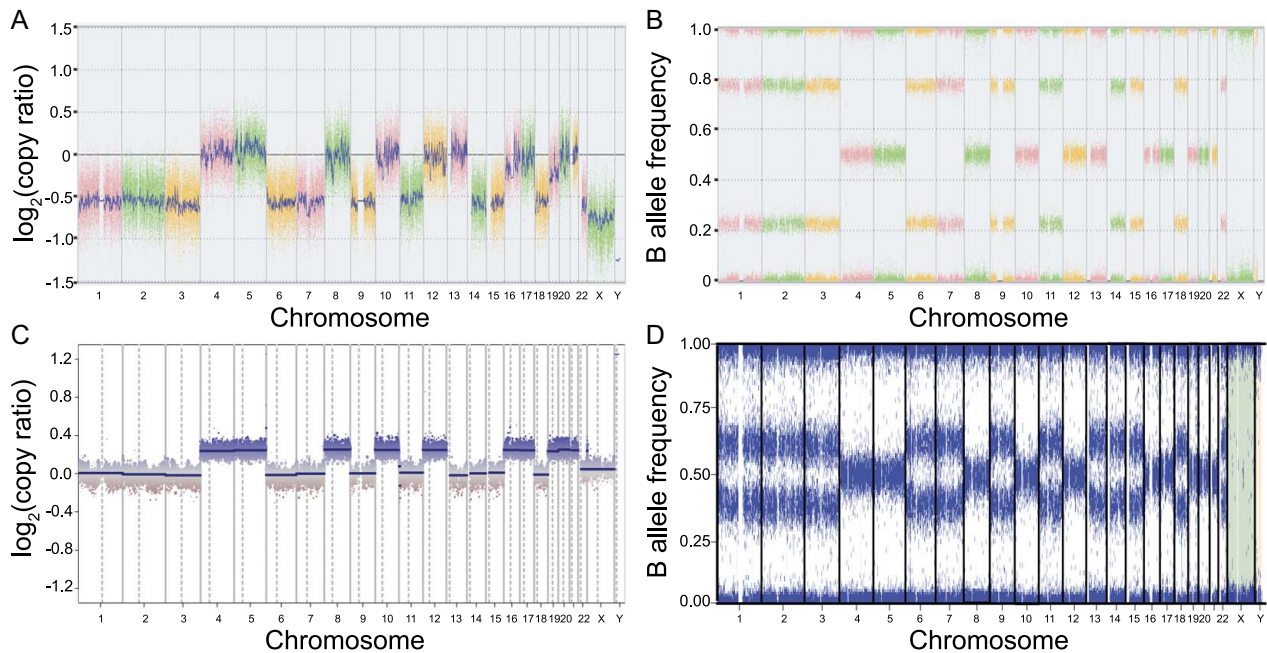 A
log2(copy ratio)
1.5
1.0
0.5
0
-0.5
-1.0
-1.5
1 2 3 4 5 6 7 8 9 10 11 12 13 14 15 16 17 18 19 20 22 X Y
Chromosome
B
B allele frequency
1.0
0.8
0.6
0.4
0.2
0
1 2 3 4 5 6 7 8 9 10 11 12 13 14 15 16 17 18 19 20 22 X Y
Chromosome
C
log2(copy ratio)
1.2
0.8
0.4
0.0
-0.4
-0.8
-1.2
1 2 3 4 5 6 7 8 9 10 11 12 13 14 15 16 17 18 19 20 22 X Y
Chromosome
D
B allele frequency
1.00
0.75
0.50
0.25
0.00
1 2 3 4 5 6 7 8 9 10 11 12 13 14 15 16 17 18 19 20 22 X Y
Chromosome